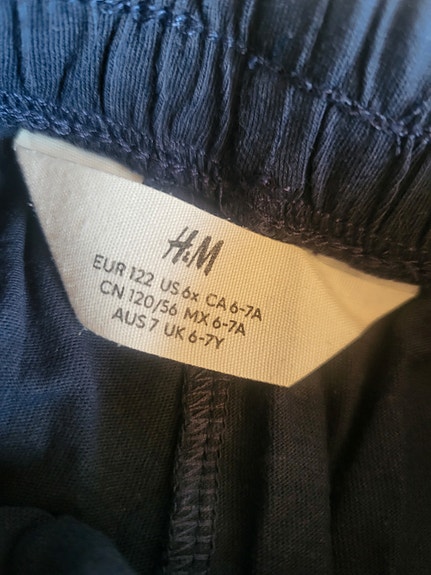 H&M
EUR 122 US 6x CA 6-7A
CN 120/56 MX 6-7A
AUS 7 UK 6-7Y